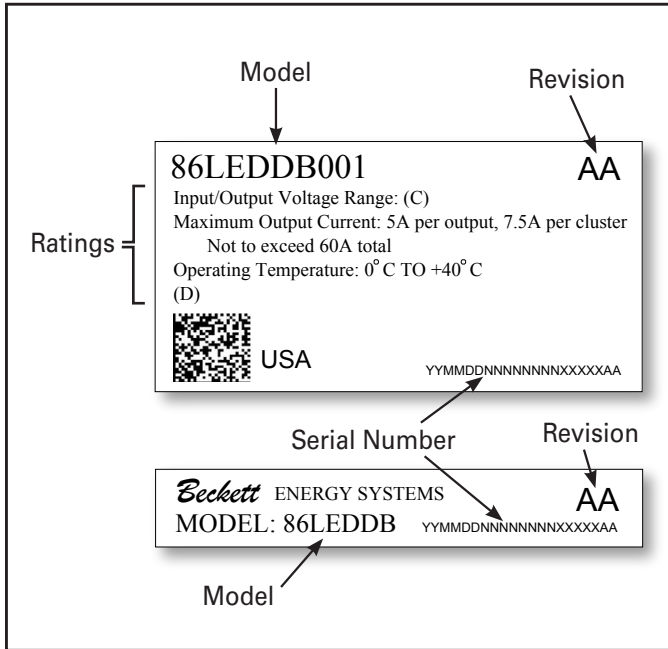 Model
Revision
86LEDDB001
AA
Input/Output Voltage Range: (C)
Maximum Output Current: 5A per output, 7.5A per cluster
Not to exceed 60A total
Ratings
Operating Temperature: 0° C TO +40° C
(D)
USA
YYMMDDNNNNNNNNXXXXXAA
Serial Number
Revision
Beckett ENERGY SYSTEMS
AA
MODEL: 86LEDDB
YYMMDDNNNNNNNNXXXXXAA
Model